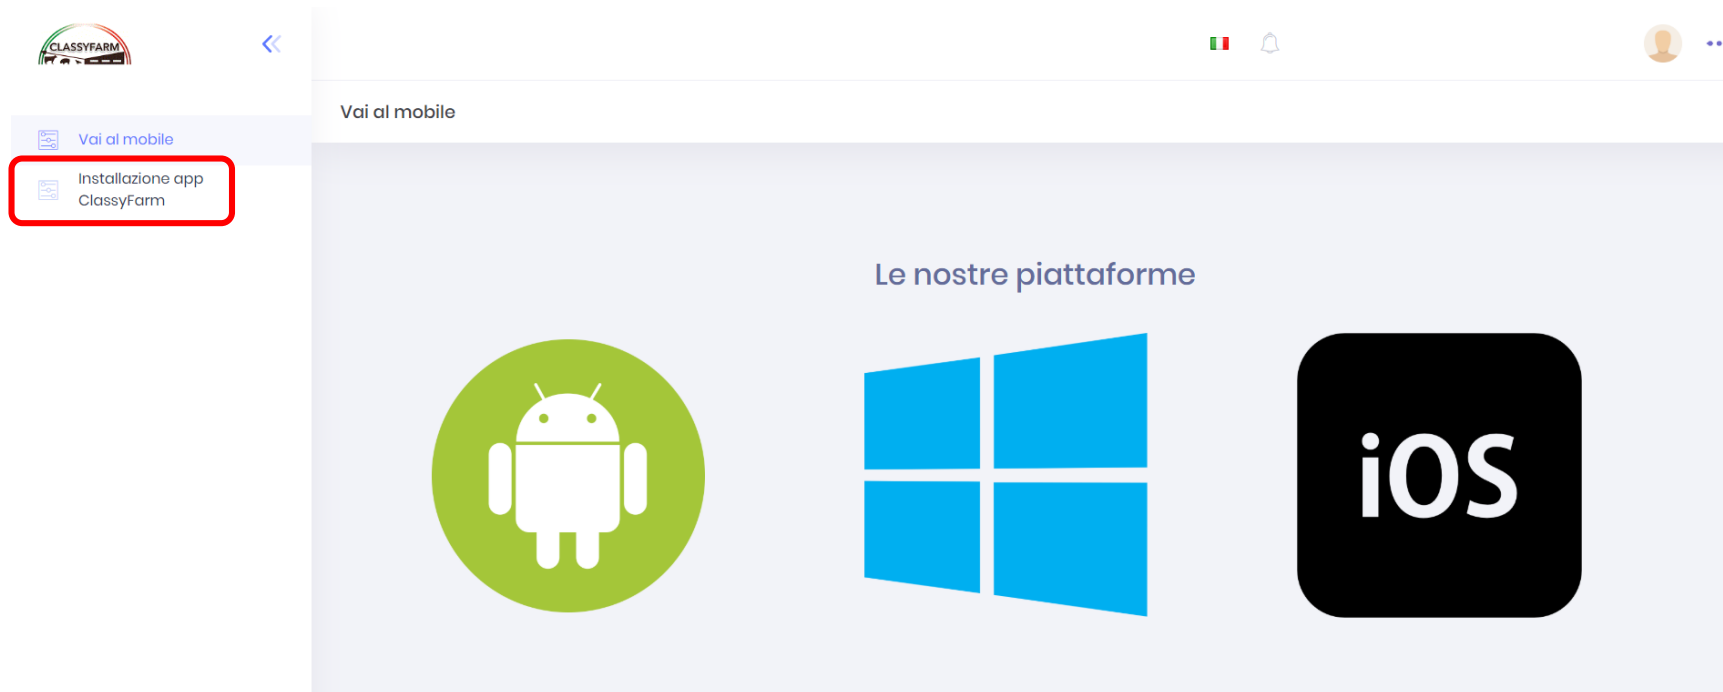 CLASSYFARM
Vai al mobile
Vai al mobile
Installazione app
ClassyFarm
Le nostre piattaforme
iOS